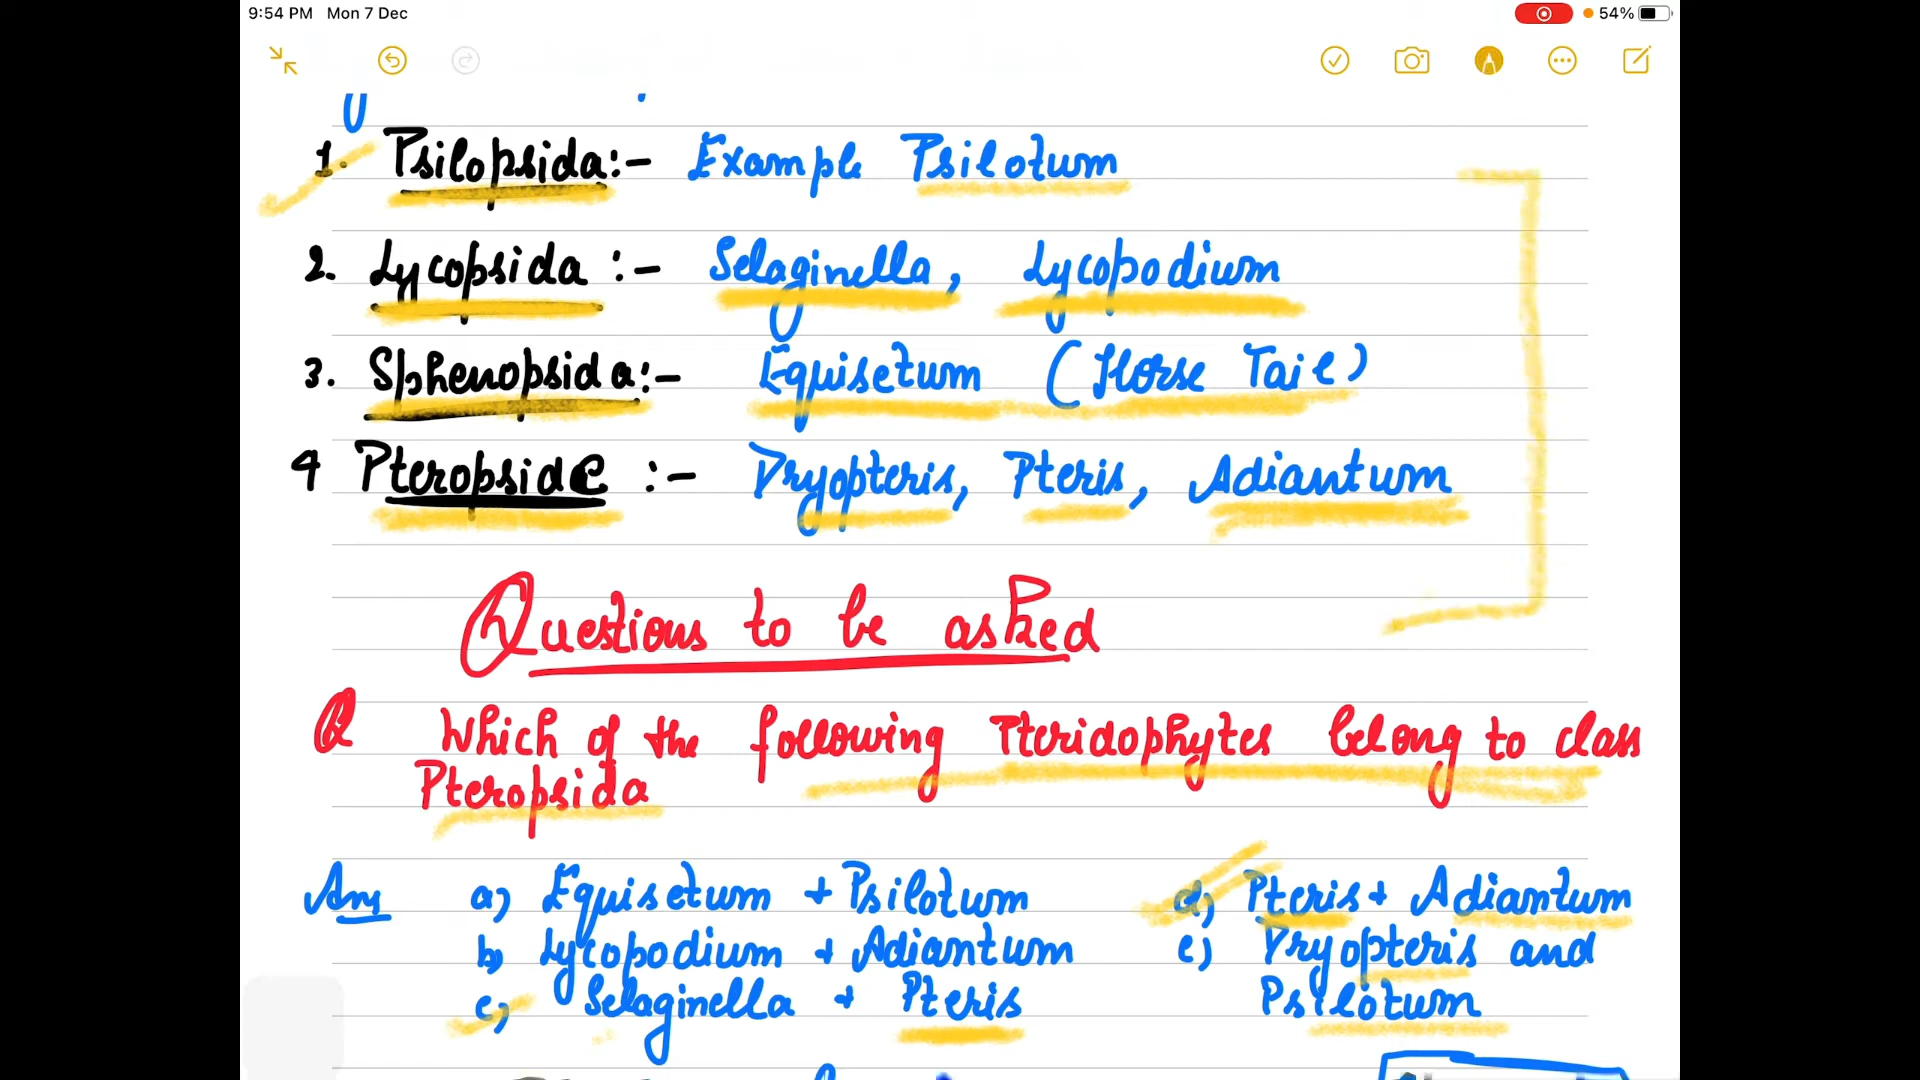 9:54 PM Mon 7 Dec 54%
1. Psilopsida:- Example Psilotum
2. Lycopsida :- Selaginella, Lycopodium
3. Sphenopsida:- Equisetum (Horse Tail)
4 Pteropside :- Dryopteris, Pteris, Adiantum
Questions to be asked
Q Which of the following Pteridophytes belong to class
Pteropsida
Ans a) Equisetum + Psilotum d) Pteris + Adiantum
b) Lycopodium + Adiantum e) Dryopteris and
c) Selaginella + Pteris Psilotum